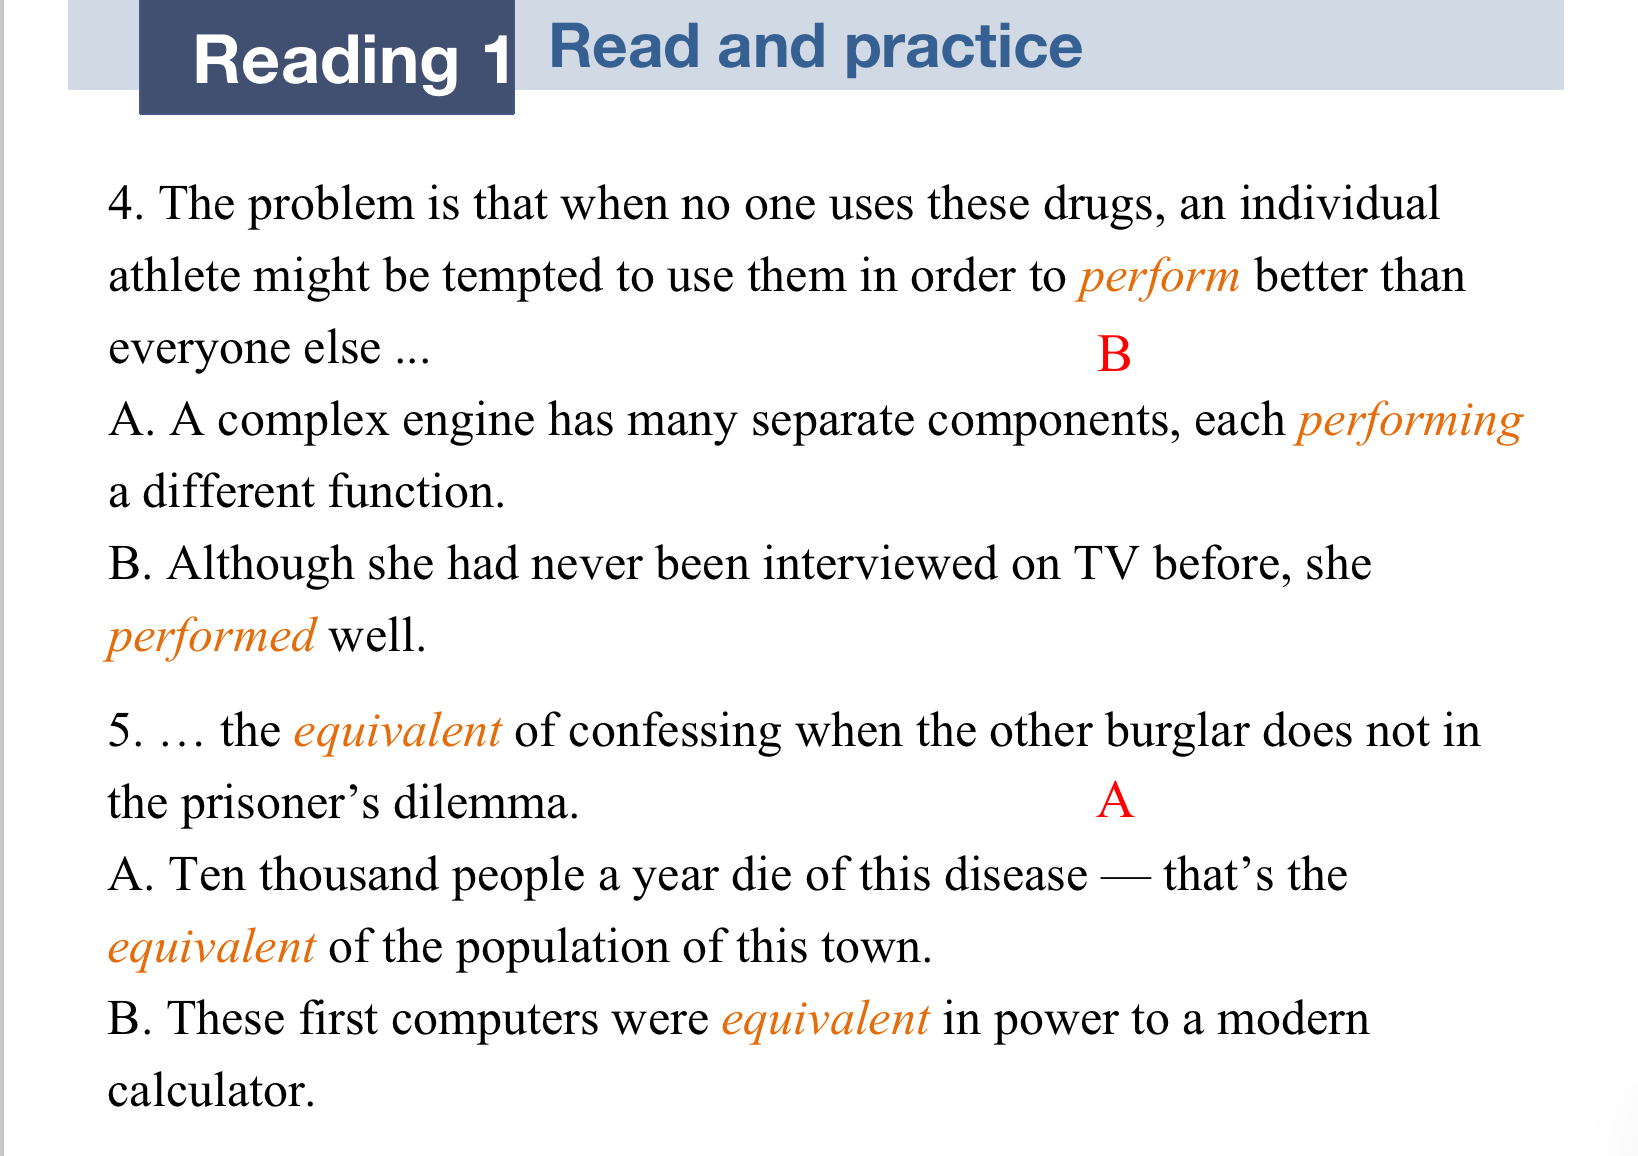 Reading 1 Read and practice
4. The problem is that when no one uses these drugs, an individual
athlete might be tempted to use them in order to perform better than
everyone else ...
B
A. A complex engine has many separate components, each performing
a different function.
B. Although she had never been interviewed on TV before, she
performed well.
5. … the equivalent of confessing when the other burglar does not in
the prisoner’s dilemma.
A
A. Ten thousand people a year die of this disease — that’s the
equivalent of the population of this town.
B. These first computers were equivalent in power to a modern
calculator.